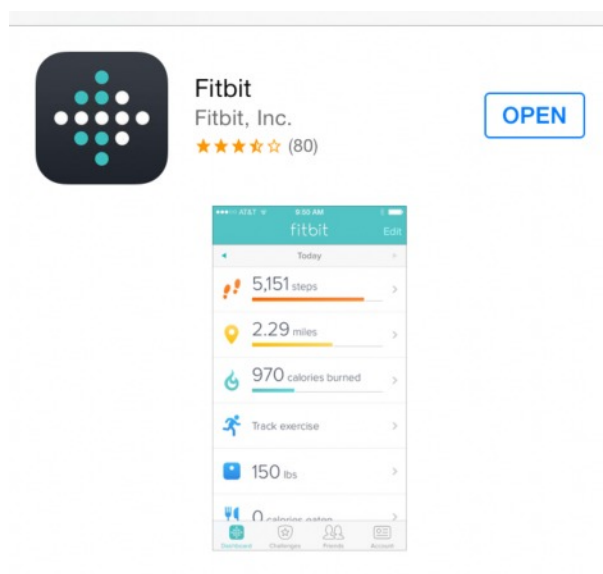 Fitbit
Fitbit, Inc.
(80)
OPEN
AT&T 9:50 AM
fitbit Edit
Today
5,151 steps
2.29 miles
970 calories burned
Track exercise
150 lbs
0 calories eaten
Dashboard Challenges Friends Account